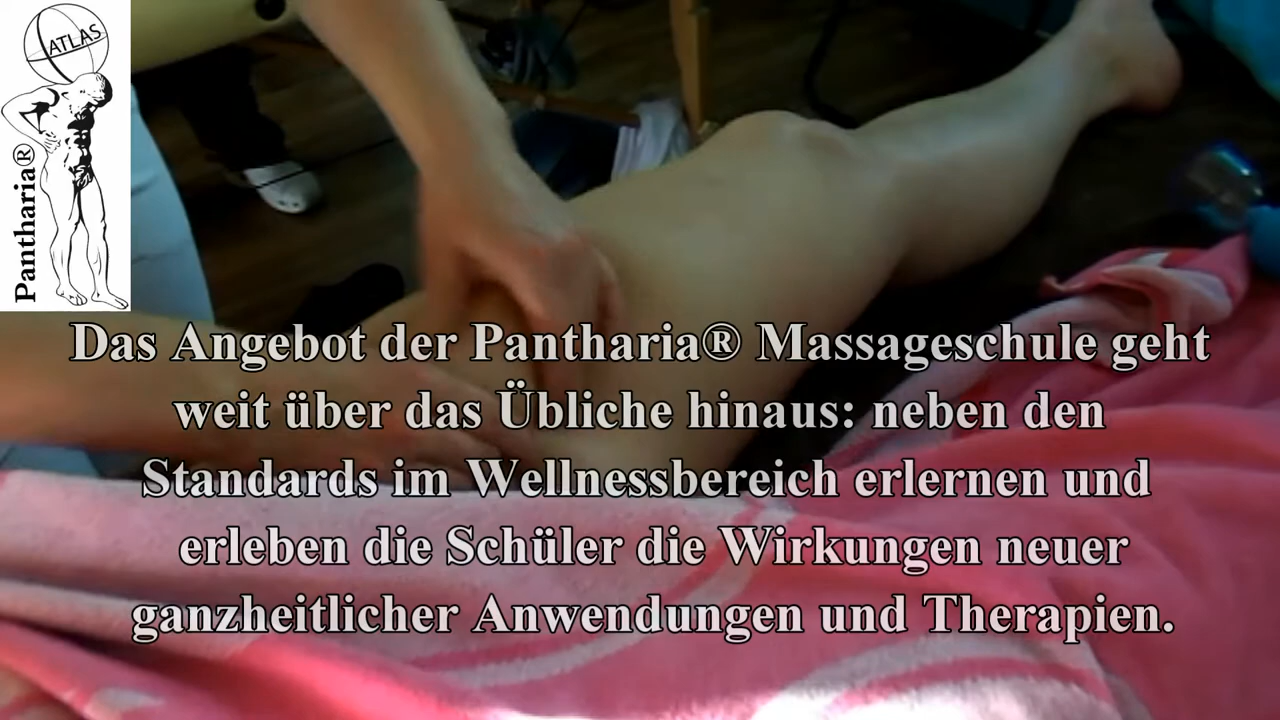 ATLAS
Pantharia®
Das Angebot der Pantharia® Massageschule geht
weit über das Übliche hinaus: neben den
Standards im Wellnessbereich erlernen und
erleben die Schüler die Wirkungen neuer
ganzheitlicher Anwendungen und Therapien.